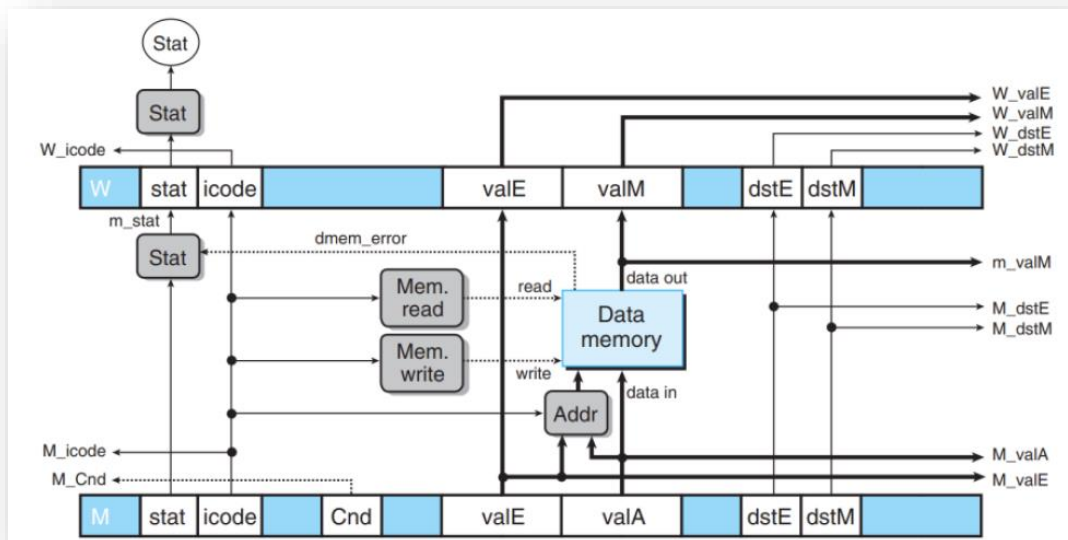 Stat
Stat
W_valE
W_valM
W_dstE
W_dstM
W_icode
W stat icode valE valM dstE dstM
m_stat
Stat
dmem_error
m_valM
data out
Mem. read
read
Data memory
M_dstE
M_dstM
Mem. write
write
data in
Addr
M_icode
M_valA
M_Cnd
M_valE
M stat icode Cnd valE valA dstE dstM